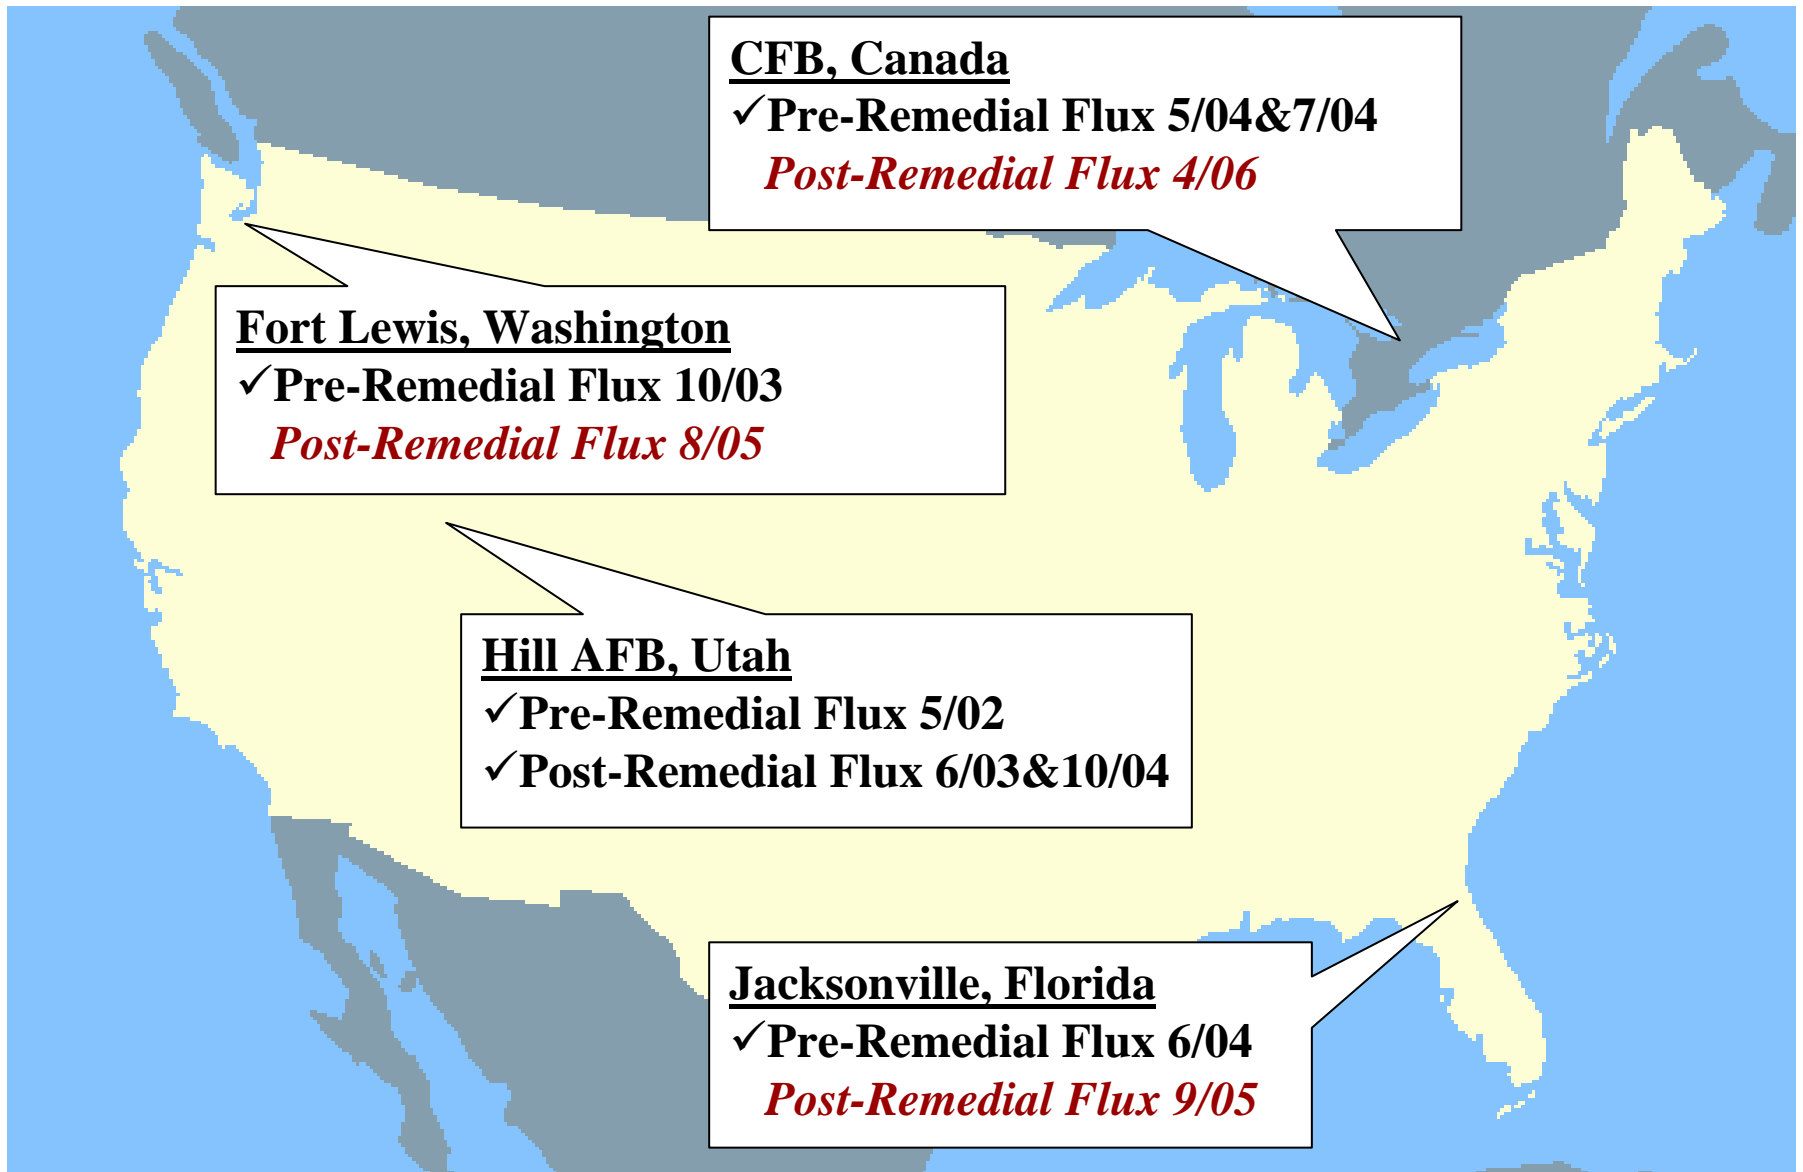 CFB, Canada
✓Pre-Remedial Flux 5/04&7/04
Post-Remedial Flux 4/06
Fort Lewis, Washington
✓Pre-Remedial Flux 10/03
Post-Remedial Flux 8/05
Hill AFB, Utah
✓Pre-Remedial Flux 5/02
✓Post-Remedial Flux 6/03&10/04
Jacksonville, Florida
✓Pre-Remedial Flux 6/04
Post-Remedial Flux 9/05